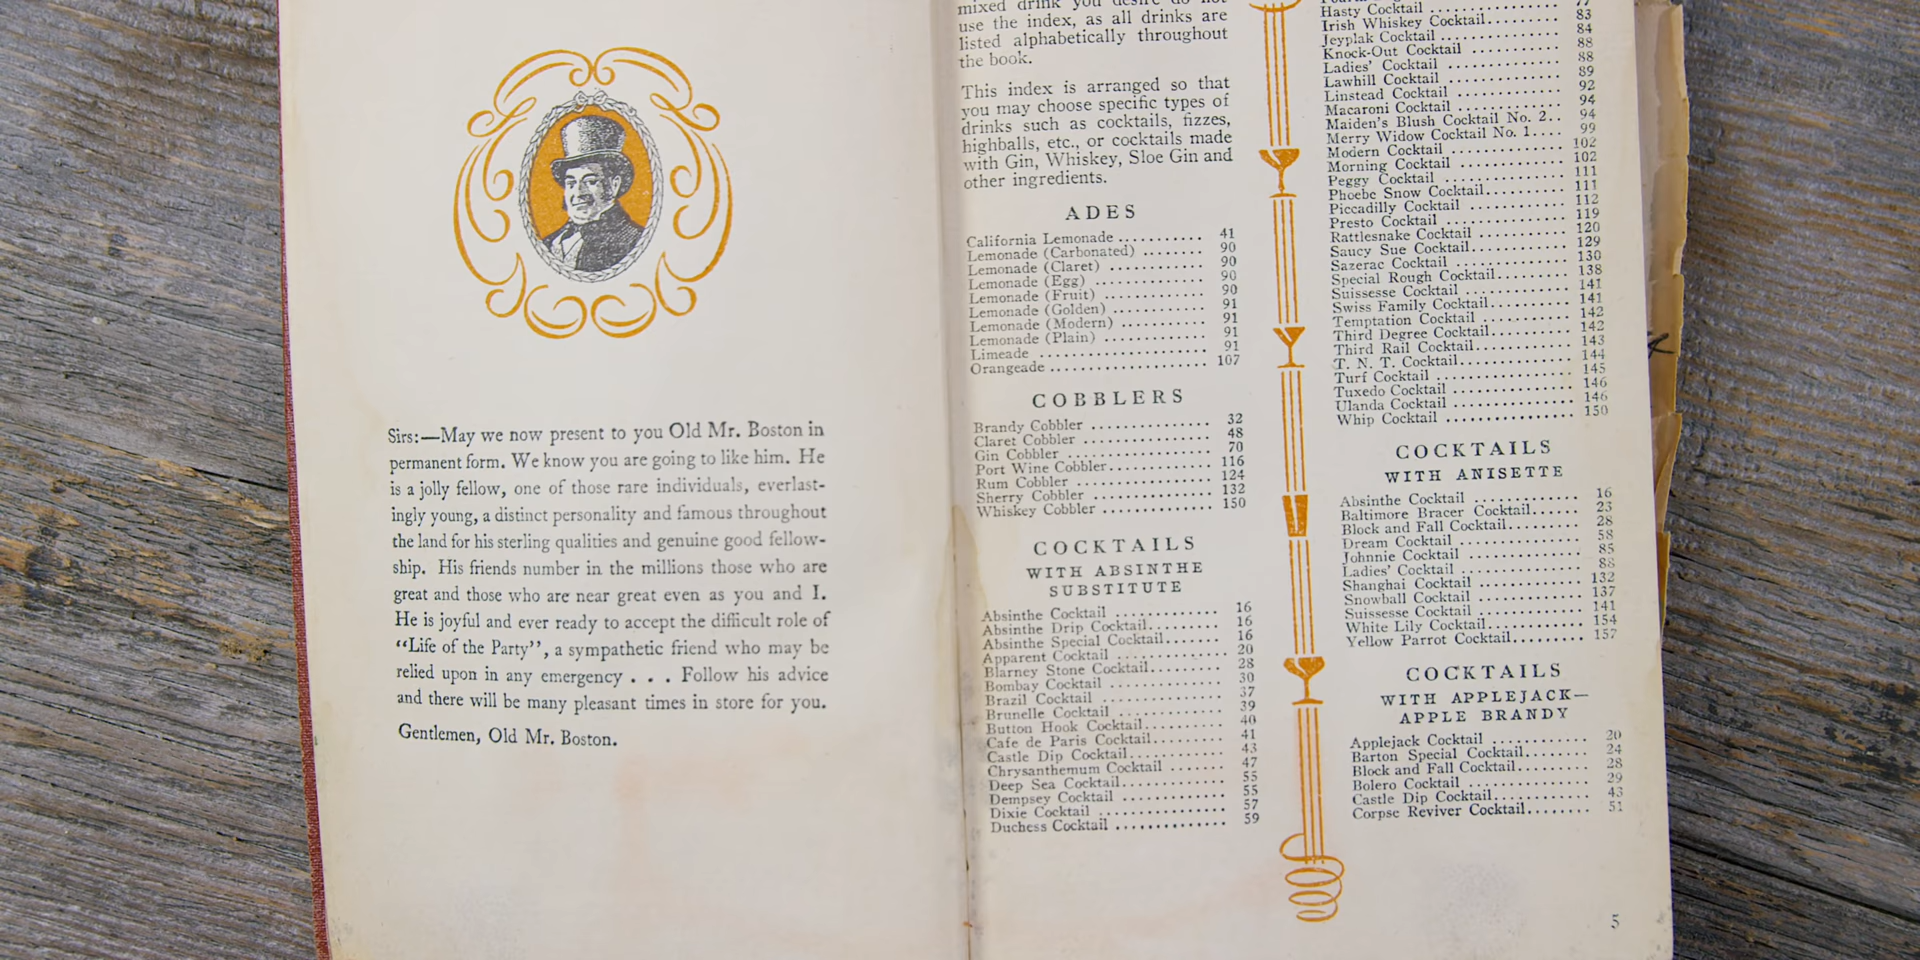 Sirs:—May we now present to you Old Mr. Boston in
permanent form. We know you are going to like him. He
is a jolly fellow, one of those rare individuals, everlast-
ingly young, a distinct personality and famous throughout
the land for his sterling qualities and genuine good fellow-
ship. His friends number in the millions those who are
great and those who are near great even as you and I.
He is joyful and ever ready to accept the difficult role of
“Life of the Party”, a sympathetic friend who may be
relied upon in any emergency . . . Follow his advice
and there will be many pleasant times in store for you.
Gentlemen, Old Mr. Boston.
mixed drink you desire do not
use the index, as all drinks are
listed alphabetically throughout
the book.
This index is arranged so that
you may choose specific types of
drinks such as cocktails, fizzes,
highballs, etc., or cocktails made
with Gin, Whiskey, Sloe Gin and
other ingredients.
ADES
California Lemonade ........... 41
Lemonade (Carbonated) ........ 90
Lemonade (Claret) ............ 90
Lemonade (Egg) .............. 90
Lemonade (Fruit) ............. 90
Lemonade (Golden) ........... 91
Lemonade (Modern) .......... 91
Lemonade (Plain) ............. 91
Limeade ..................... 91
Orangeade .................... 107
COBBLERS
Brandy Cobbler ............... 32
Claret Cobbler ................ 48
Gin Cobbler .................. 70
Port Wine Cobbler............. 116
Rum Cobbler ................. 124
Sherry Cobbler ............... 132
Whiskey Cobbler .............. 150
COCKTAILS
WITH ABSINTHE
SUBSTITUTE
Absinthe Cocktail ............. 16
Absinthe Drip Cocktail......... 16
Absinthe Special Cocktail....... 16
Apparent Cocktail ............. 20
Blarney Stone Cocktail......... 28
Bombay Cocktail .............. 30
Brazil Cocktail ................ 37
Brunelle Cocktail .............. 39
Button Hook Cocktail.......... 40
Cafe de Paris Cocktail.......... 41
Castle Dip Cocktail............. 43
Chrysanthemum Cocktail ....... 47
Deep Sea Cocktail.............. 55
Dempsey Cocktail ............. 55
Dixie Cocktail ................ 57
Duchess Cocktail .............. 59
Hasty Cocktail ................ 77
Irish Whiskey Cocktail.......... 83
Jeyplak Cocktail ............... 84
Knock-Out Cocktail ........... 88
Ladies' Cocktail ............... 88
Lawhill Cocktail ............... 89
Linstead Cocktail .............. 92
Macaroni Cocktail ............. 94
Maiden's Blush Cocktail No. 2.. 94
Merry Widow Cocktail No. 1.... 99
Modern Cocktail .............. 102
Morning Cocktail .............. 102
Peggy Cocktail ................ 111
Phoebe Snow Cocktail.......... 111
Piccadilly Cocktail ............. 112
Presto Cocktail ................ 119
Rattlesnake Cocktail ........... 120
Saucy Sue Cocktail............. 129
Sazerac Cocktail ............... 130
Special Rough Cocktail......... 138
Suissesse Cocktail .............. 141
Swiss Family Cocktail.......... 141
Temptation Cocktail ........... 142
Third Degree Cocktail.......... 142
Third Rail Cocktail............. 143
T. N. T. Cocktail............... 144
Turf Cocktail ................. 145
Tuxedo Cocktail ............... 146
Ulanda Cocktail ............... 146
Whip Cocktail ................ 150
COCKTAILS
WITH ANISETTE
Absinthe Cocktail ............. 16
Baltimore Bracer Cocktail....... 23
Block and Fall Cocktail......... 28
Dream Cocktail ............... 58
Johnnie Cocktail .............. 85
Ladies' Cocktail ............... 88
Shanghai Cocktail ............. 132
Snowball Cocktail .............. 137
Suissesse Cocktail .............. 141
White Lily Cocktail............. 154
Yellow Parrot Cocktail.......... 157
COCKTAILS
WITH APPLEJACK—
APPLE BRANDY
Applejack Cocktail ............. 20
Barton Special Cocktail......... 24
Block and Fall Cocktail......... 28
Bolero Cocktail ................ 29
Castle Dip Cocktail............. 43
Corpse Reviver Cocktail........ 51
5